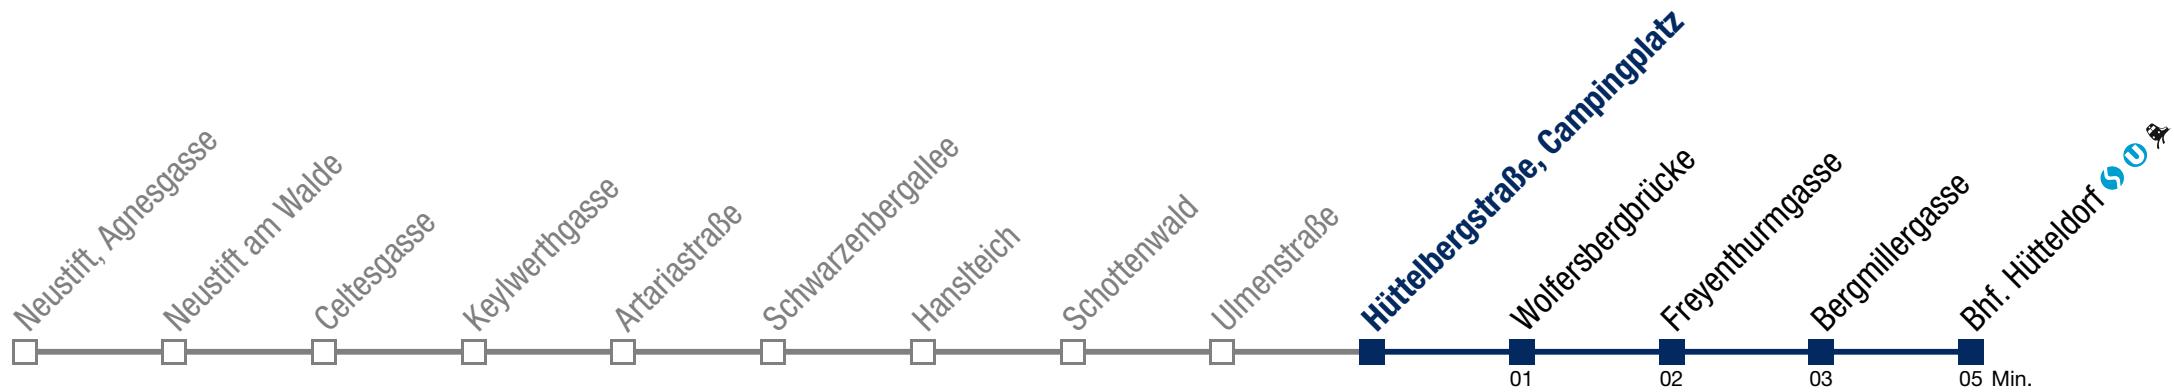 Neustift, Agnesgasse
Neustift am Walde
Celtesgasse
Keylwerthgasse
Artariastraße
Schwarzenbergallee
Hanslteich
Schottenwald
Ulmenstraße
Hüttelbergstraße, Campingplatz
Wolfersbergbrücke
Freyenthurmgasse
Bergmillergasse
Bhf. Hütteldorf S U
01 02 03 05 Min.